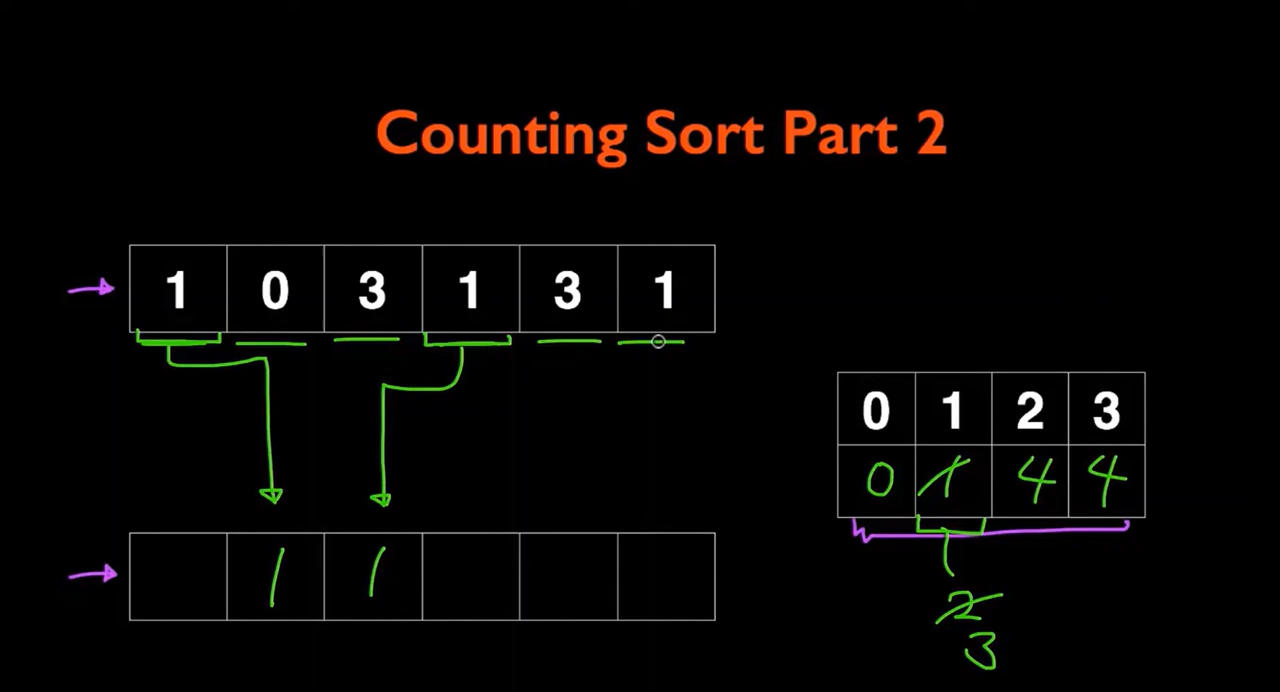 Counting Sort Part 2
1 0 3 1 3 1
0 1 2 3
0 1 4 4
1 1
2
3